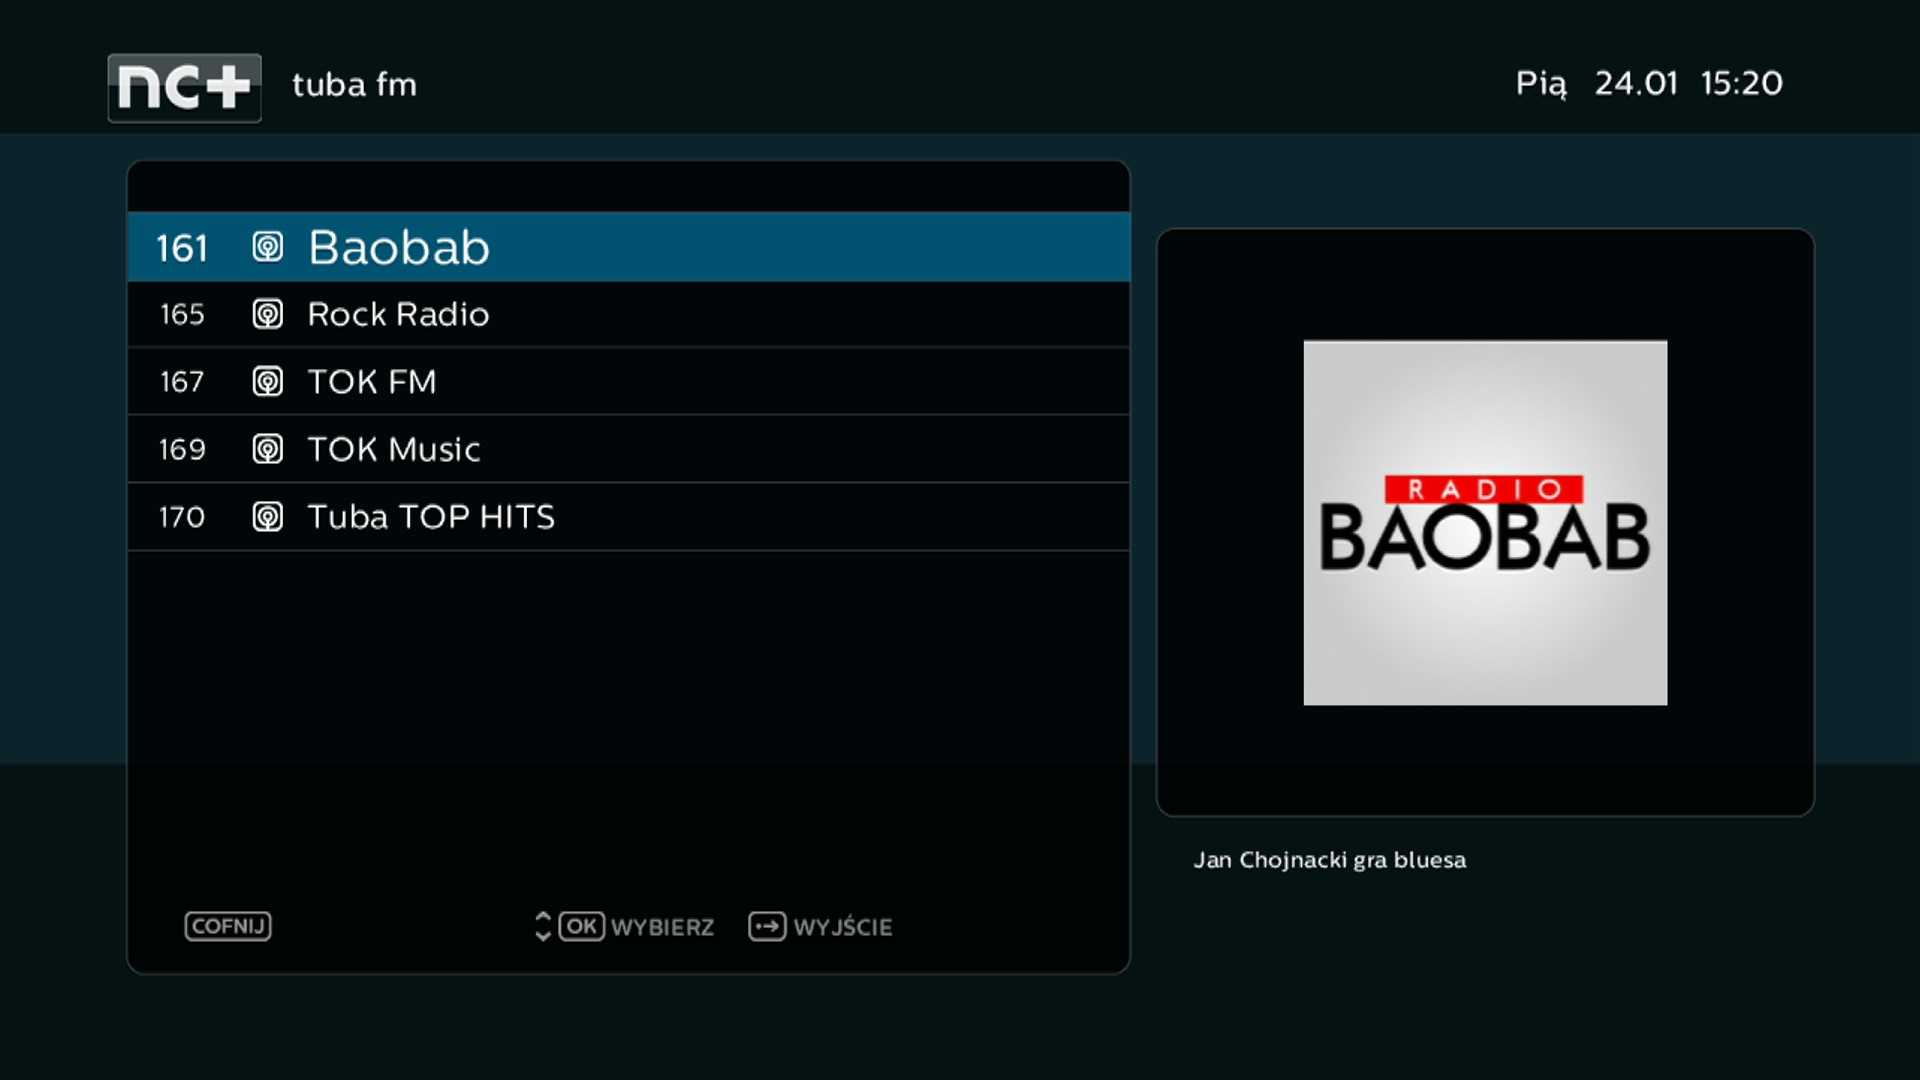 nc+ tuba fm
Pią 24.01 15:20
161 Baobab
165 Rock Radio
167 TOK FM
169 TOK Music
170 Tuba TOP HITS
RADIO
BAOBAB
Jan Chojnacki gra bluesa
COFNIJ OK WYBIERZ WYJŚCIE